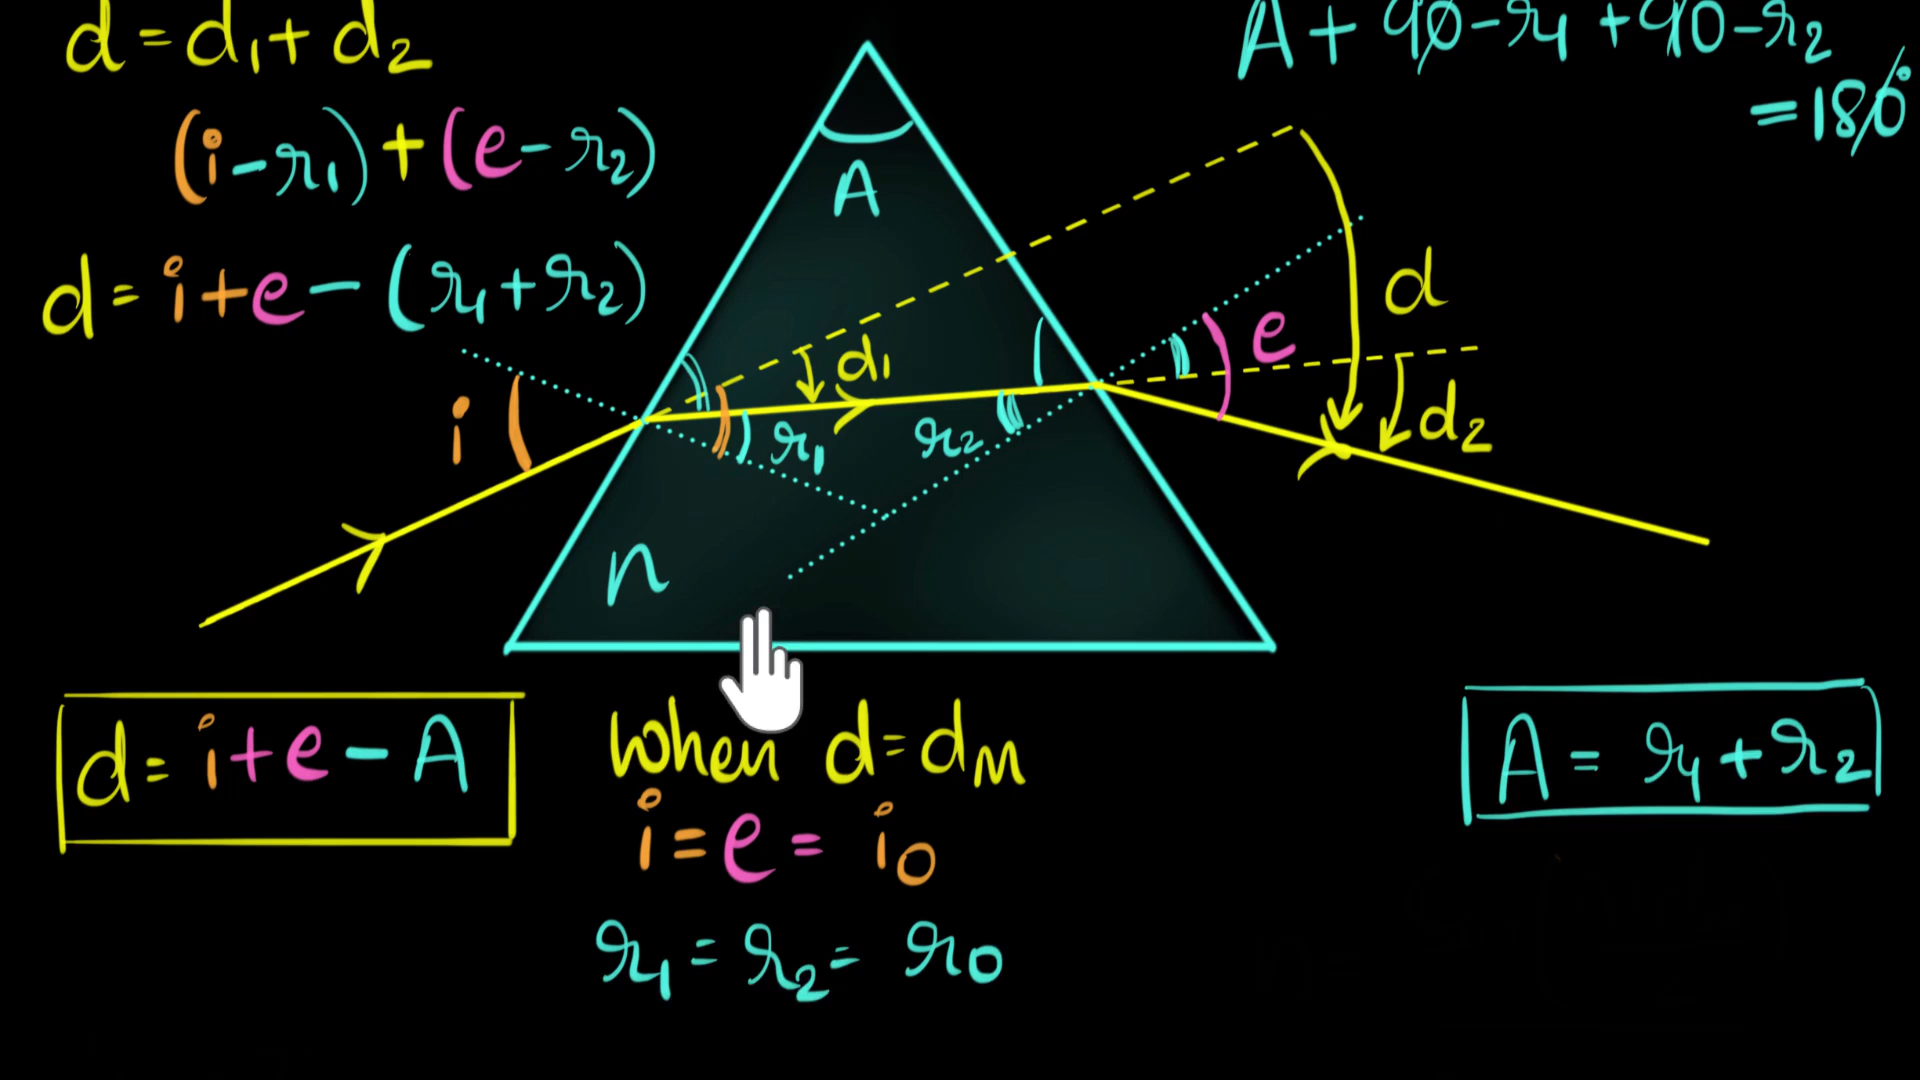 d = d₁ + d₂
(i - r₁) + (e - r₂)
d = i + e - (r₁ + r₂)
A + 90 - r₁ + 90 - r₂
= 180°
A
d
e
d₁
i
r₁
r₂
d₂
n
d = i + e - A
When d = dm
i = e = i₀
r₁ = r₂ = r₀
A = r₁ + r₂